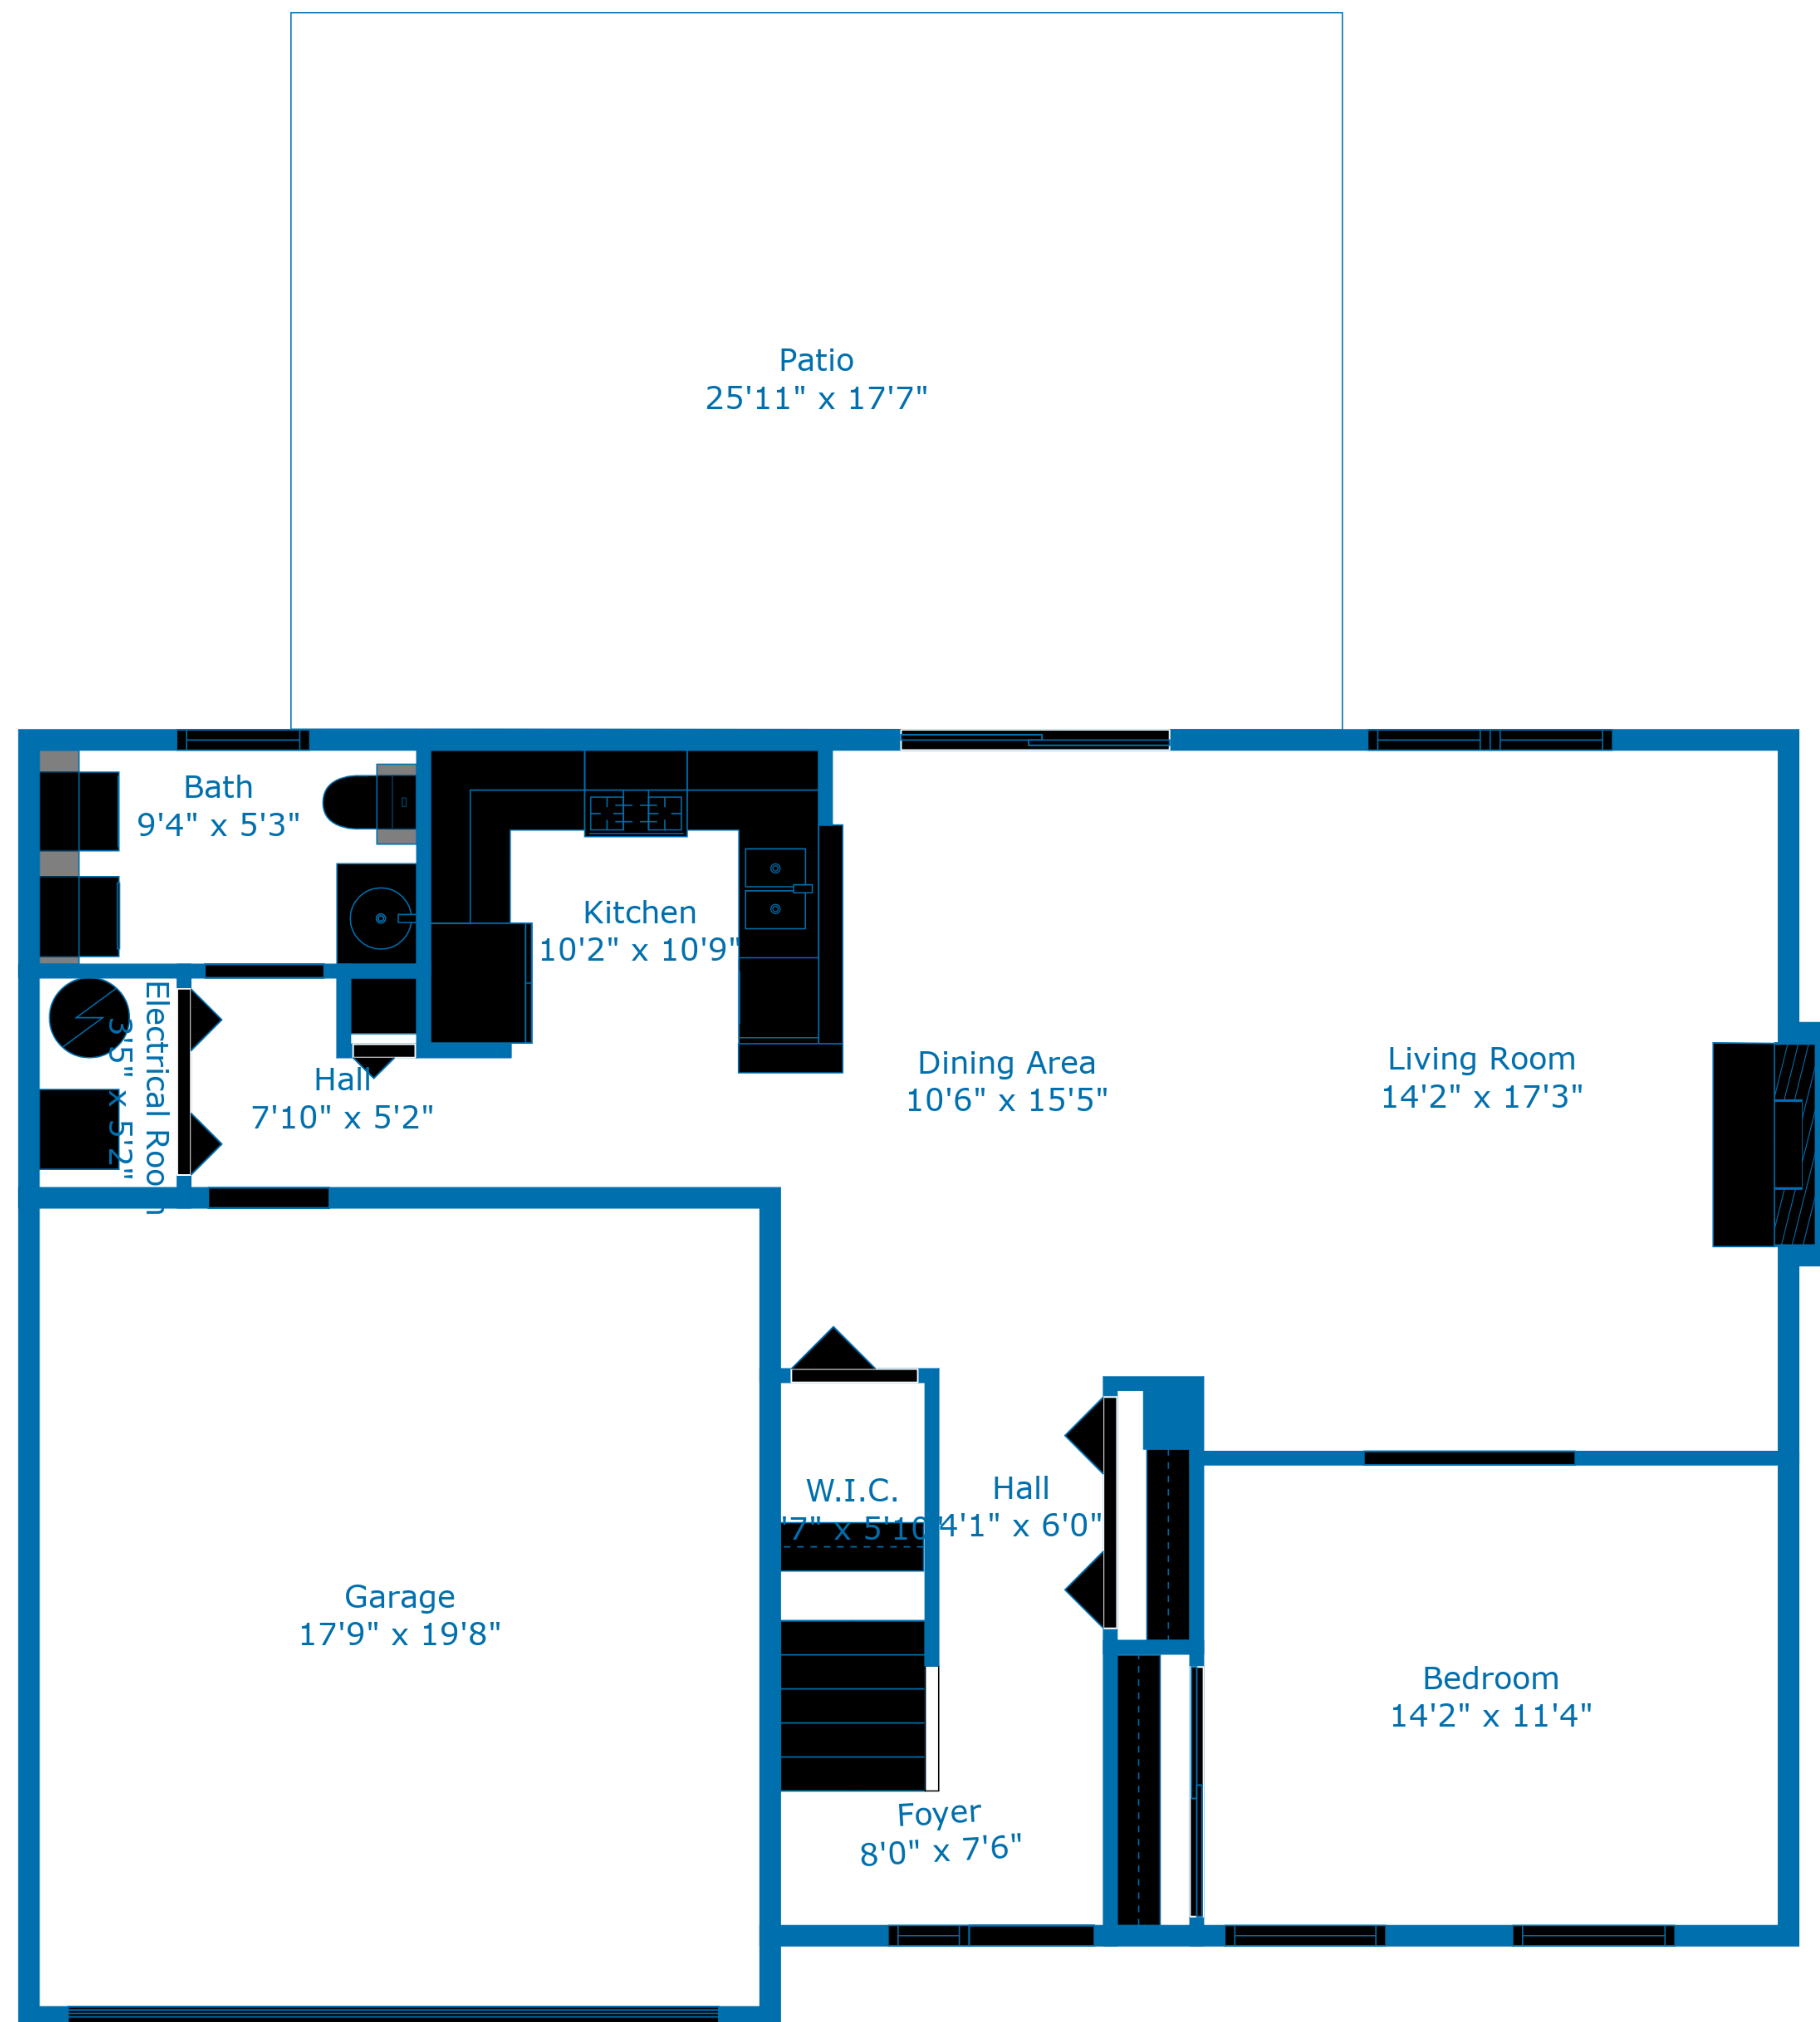 Patio
25'11" x 17'7"
Bath
9'4" x 5'3"
Kitchen
10'2" x 10'9"
Electrical Room
3'5" x 5'2"
Hall
7'10" x 5'2"
Dining Area
10'6" x 15'5"
Living Room
14'2" x 17'3"
W.I.C.
'7" x 5'10"
Hall
4'1" x 6'0"
Garage
17'9" x 19'8"
Bedroom
14'2" x 11'4"
Foyer
8'0" x 7'6"